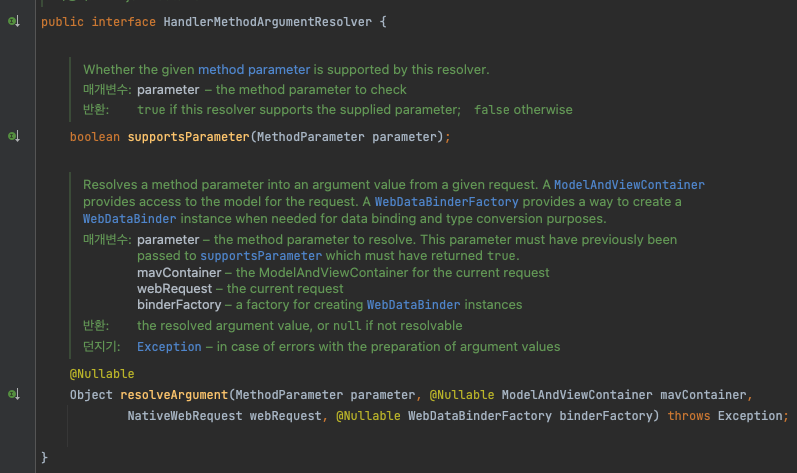 public interface HandlerMethodArgumentResolver {
Whether the given method parameter is supported by this resolver.
매개변수: parameter – the method parameter to check
반환: true if this resolver supports the supplied parameter; false otherwise
boolean supportsParameter(MethodParameter parameter);
Resolves a method parameter into an argument value from a given request. A ModelAndViewContainer
provides access to the model for the request. A WebDataBinderFactory provides a way to create a
WebDataBinder instance when needed for data binding and type conversion purposes.
매개변수: parameter – the method parameter to resolve. This parameter must have previously been
passed to supportsParameter which must have returned true.
mavContainer – the ModelAndViewContainer for the current request
webRequest – the current request
binderFactory – a factory for creating WebDataBinder instances
반환: the resolved argument value, or null if not resolvable
던지기: Exception – in case of errors with the preparation of argument values
@Nullable
Object resolveArgument(MethodParameter parameter, @Nullable ModelAndViewContainer mavContainer,
NativeWebRequest webRequest, @Nullable WebDataBinderFactory binderFactory) throws Exception;
}